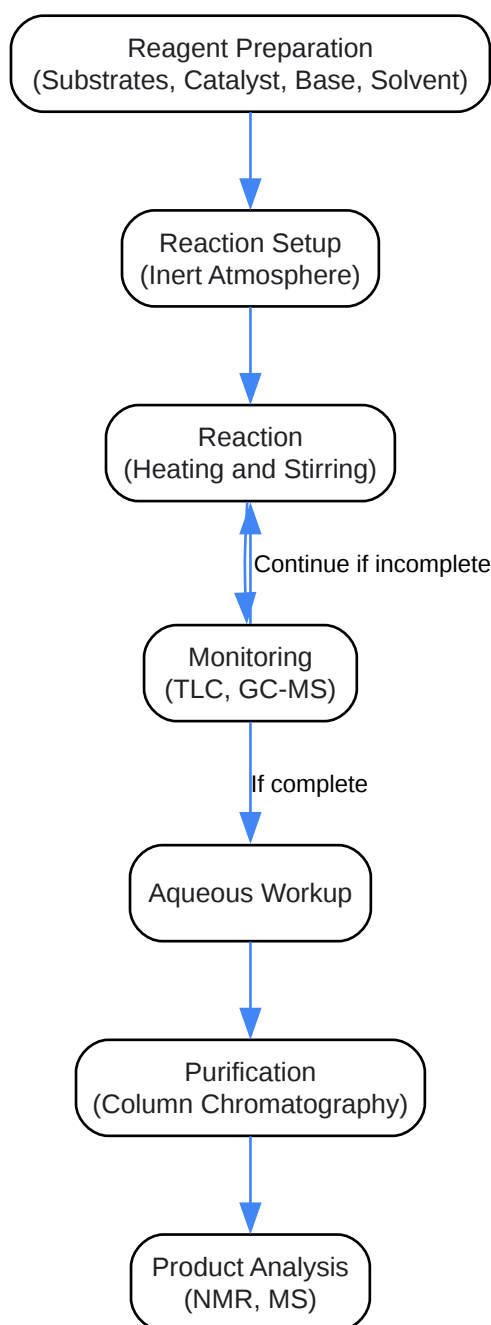 Reagent Preparation
(Substrates, Catalyst, Base, Solvent)
Reaction Setup
(Inert Atmosphere)
Reaction
(Heating and Stirring)
Continue if incomplete
Monitoring
(TLC, GC-MS)
If complete
Aqueous Workup
Purification
(Column Chromatography)
Product Analysis
(NMR, MS)